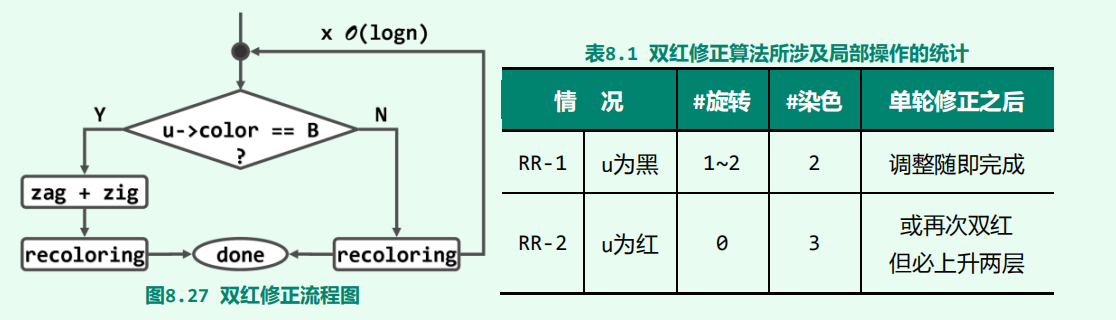 x O(logn)
u->color == B
?
Y
N
zag + zig
recoloring
done
recoloring
图8.27 双红修正流程图
表8.1 双红修正算法所涉及局部操作的统计
情 况 #旋转 #染色 单轮修正之后
RR-1 u为黑 1~2 2 调整随即完成
RR-2 u为红 0 3 或再次双红
但必上升两层